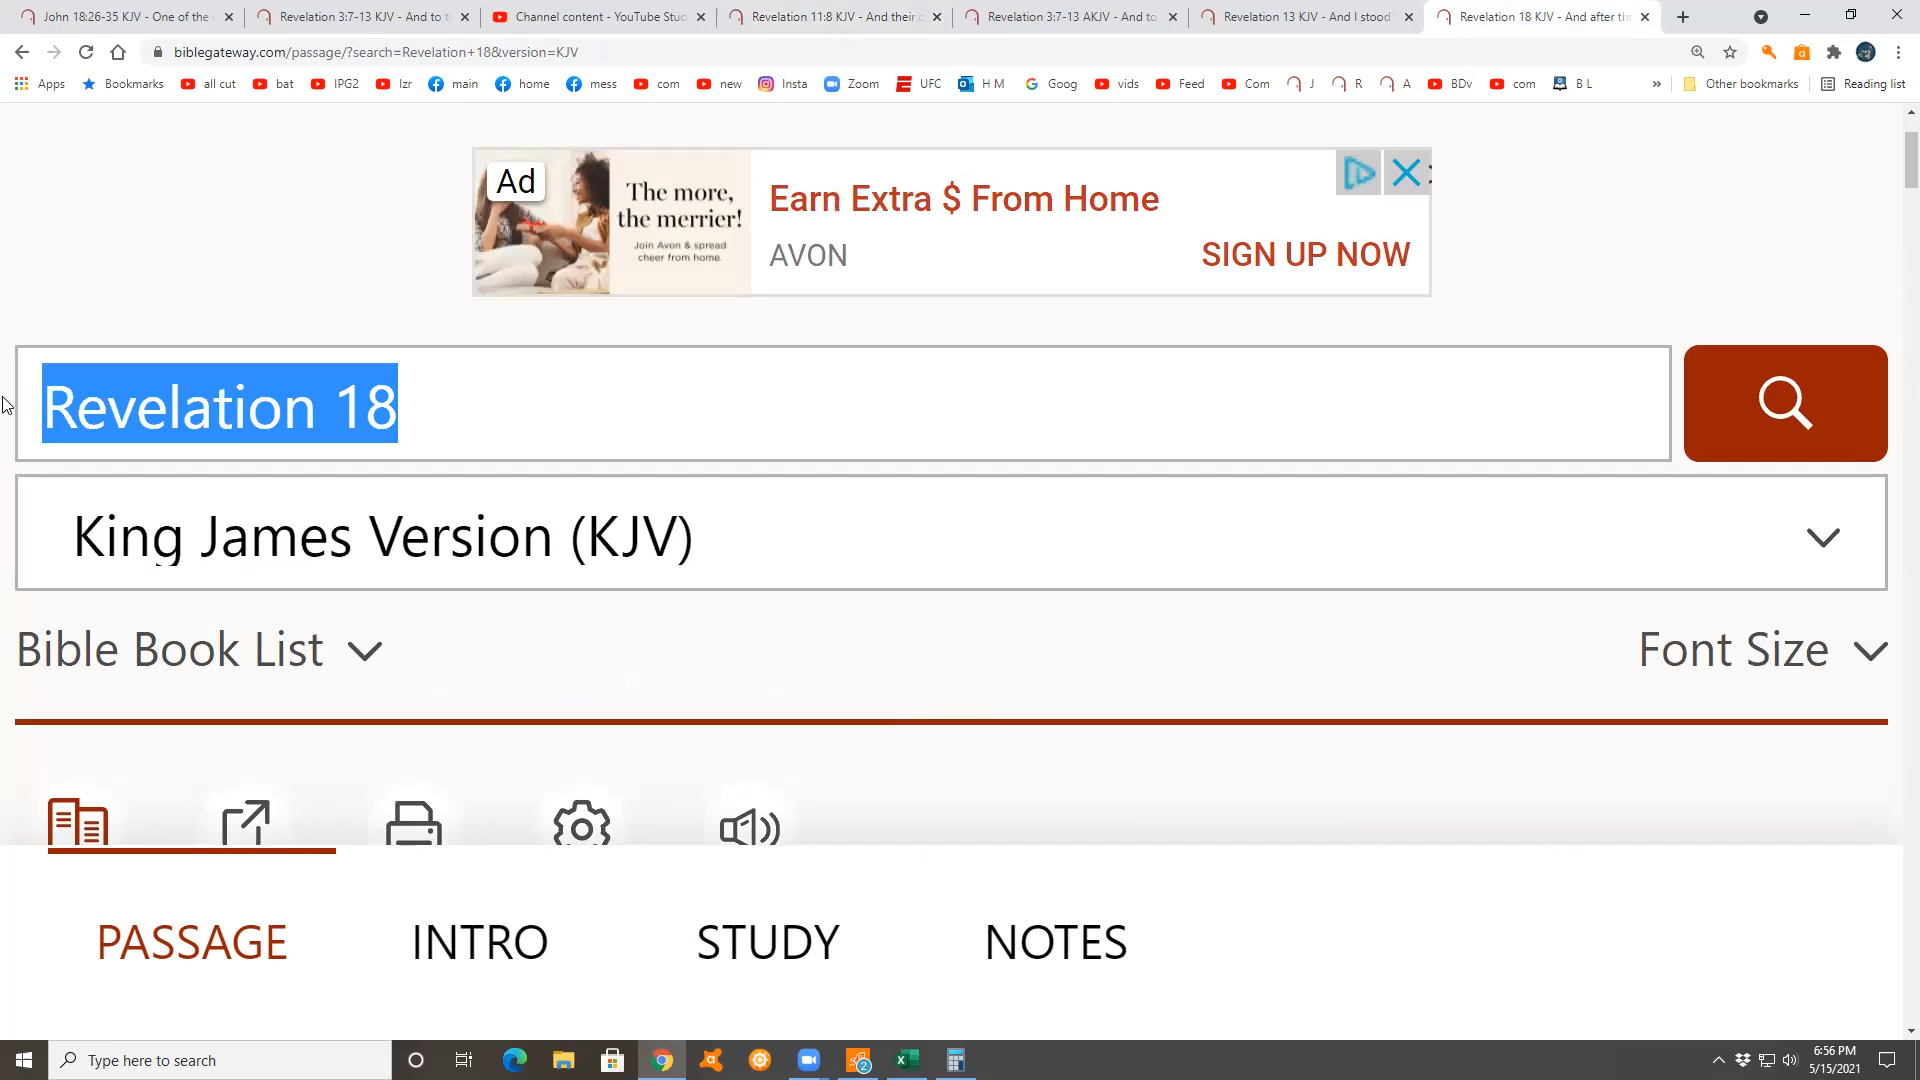 John 18:26-35 KJV - One of the
Revelation 3:7-13 KJV - And to t
Channel content - YouTube Stu
Revelation 11:8 KJV - And their
Revelation 3:7-13 AKJV - And to
Revelation 13 KJV - And I stood
Revelation 18 KJV - And after th
biblegateway.com/passage/?search=Revelation+18&version=KJV
Apps Bookmarks all cut bat IPG2 lzr main home mess com new Insta Zoom UFC H M Goog vids Feed Com J R A BDv com B L » Other bookmarks Reading list
Ad
The more,
the merrier!
Join Avon & spread
cheer from home.
Earn Extra $ From Home
AVON
SIGN UP NOW
Revelation 18
King James Version (KJV)
Bible Book List
Font Size
PASSAGE INTRO STUDY NOTES
Type here to search
2
6:56 PM
5/15/2021